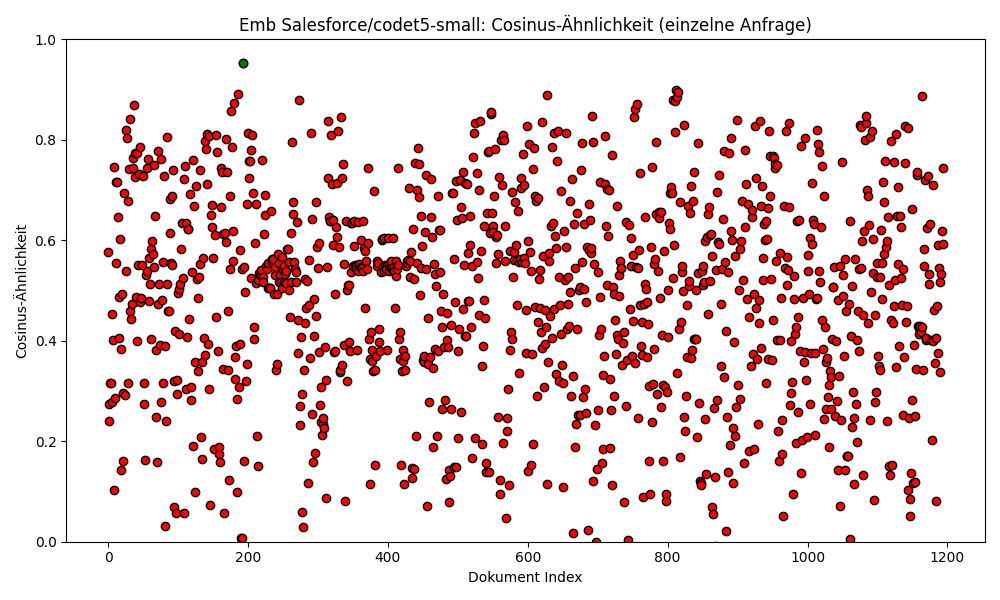 Emb Salesforce/codet5-small: Cosinus-Ähnlichkeit (einzelne Anfrage)
1.0
0.8
0.6
0.4
0.2
0.0
Cosinus-Ähnlichkeit
0 200 400 600 800 1000 1200
Dokument Index